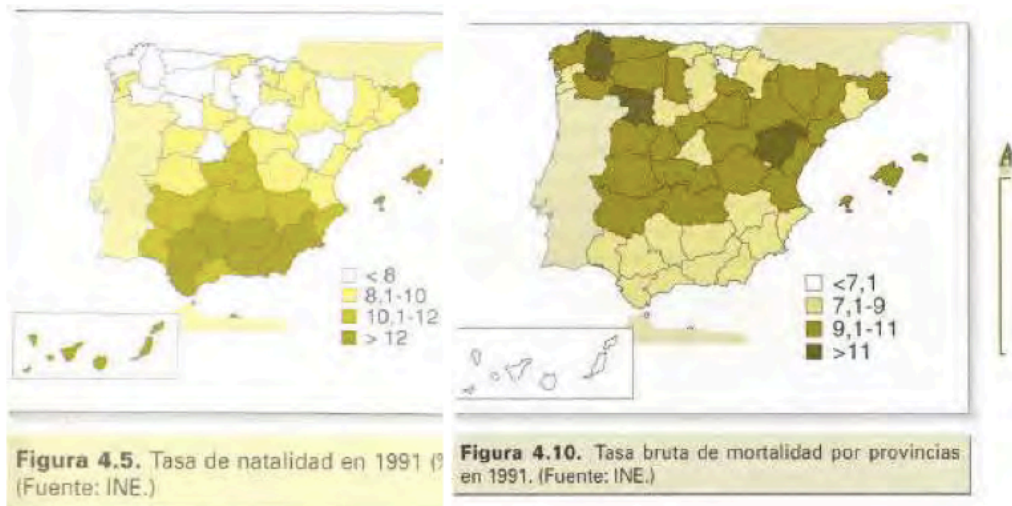 < 8
8,1-10
10,1-12
> 12
Figura 4.5. Tasa de natalidad en 1991
(Fuente: INE.)
<7,1
7,1-9
9,1-11
>11
Figura 4.10. Tasa bruta de mortalidad por provincias
en 1991. (Fuente: INE.)